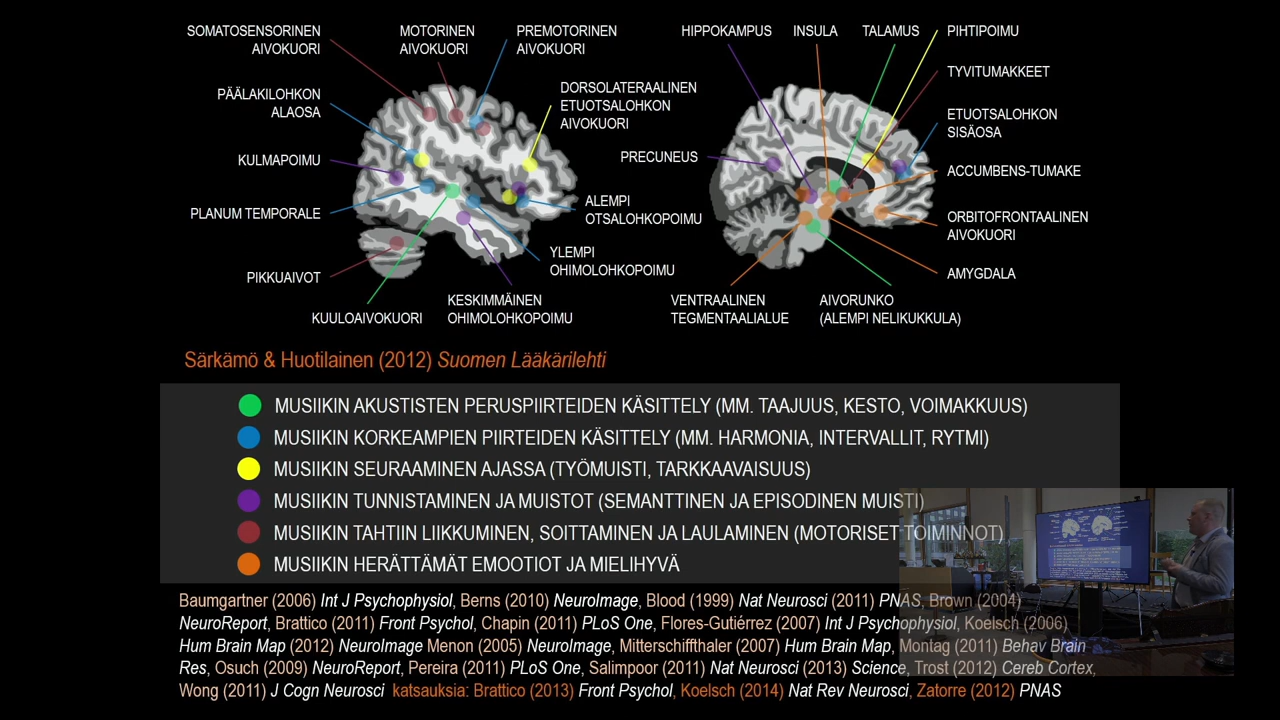 SOMATOSENSORINEN
AIVOKUORI
MOTORINEN
AIVOKUORI
PREMOTORINEN
AIVOKUORI
PÄÄLAKILOHKON
ALAOSA
DORSOLATERAALINEN
ETUOTSALOHKON
AIVOKUORI
KULMAPOIMU
PLANUM TEMPORALE
ALEMPI
OTSALOHKOPOIMU
YLEMPI
OHIMOLOHKOPOIMU
PIKKUAIVOT
KUULOAIVOKUORI
KESKIMMÄINEN
OHIMOLOHKOPOIMU
HIPPOKAMPUS
INSULA
TALAMUS
PIHTIPOIMU
TYVITUMAKKEET
ETUOTSALOHKON
SISÄOSA
PRECUNEUS
ACCUMBENS-TUMAKE
ORBITOFRONTAALINEN
AIVOKUORI
AMYGDALA
VENTRAALINEN
TEGMENTAALIALUE
AIVORUNKO
(ALEMPI NELIKUKKULA)
Särkämö & Huotilainen (2012) Suomen Lääkärilehti
MUSIIKIN AKUSTISTEN PERUSPIIRTEIDEN KÄSITTELY (MM. TAAJUUS, KESTO, VOIMAKKUUS)
MUSIIKIN KORKEAMPIEN PIIRTEIDEN KÄSITTELY (MM. HARMONIA, INTERVALLIT, RYTMI)
MUSIIKIN SEURAAMINEN AJASSA (TYÖMUISTI, TARKKAAVAISUUS)
MUSIIKIN TUNNISTAMINEN JA MUISTOT (SEMANTTINEN JA EPISODINEN MUISTI)
MUSIIKIN TAHTIIN LIIKKUMINEN, SOITTAMINEN JA LAULAMINEN (MOTORISET TOIMINNOT)
MUSIIKIN HERÄTTÄMÄT EMOOTIOT JA MIELIHYVÄ
Baumgartner (2006) Int J Psychophysiol, Berns (2010) NeuroImage, Blood (1999) Nat Neurosci (2011) PNAS, Brown (2004)
NeuroReport, Brattico (2011) Front Psychol, Chapin (2011) PLoS One, Flores-Gutiérrez (2007) Int J Psychophysiol, Koelsch (2006)
Hum Brain Map (2012) NeuroImage Menon (2005) NeuroImage, Mitterschiffthaler (2007) Hum Brain Map, Montag (2011) Behav Brain
Res, Osuch (2009) NeuroReport, Pereira (2011) PLoS One, Salimpoor (2011) Nat Neurosci (2013) Science, Trost (2012) Cereb Cortex,
Wong (2011) J Cogn Neurosci katsauksia: Brattico (2013) Front Psychol, Koelsch (2014) Nat Rev Neurosci, Zatorre (2012) PNAS